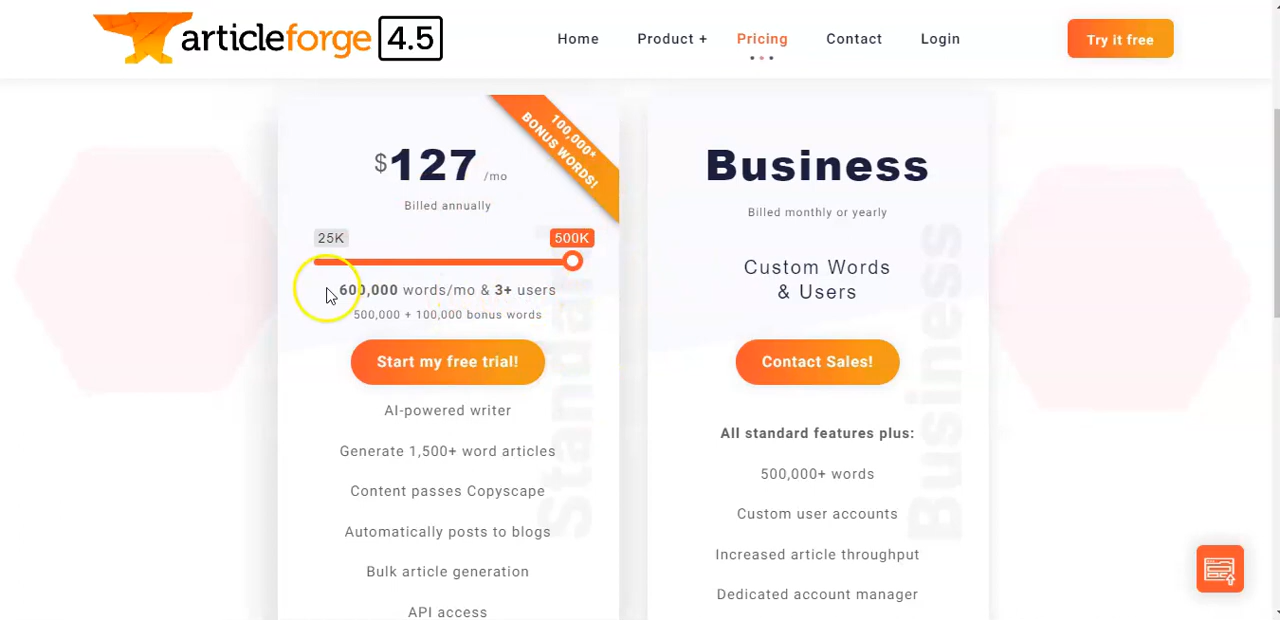 articleforge 4.5
Home Product + Pricing Contact Login Try it free
100,000*
BONUS WORDS!
$127 /mo
Billed annually
25K 500K
600,000 words/mo & 3+ users
500,000 + 100,000 bonus words
Start my free trial!
AI-powered writer
Generate 1,500+ word articles
Content passes Copyscape
Automatically posts to blogs
Bulk article generation
API access
Standard
Business
Billed monthly or yearly
Custom Words
& Users
Contact Sales!
All standard features plus:
500,000+ words
Custom user accounts
Increased article throughput
Dedicated account manager
Business